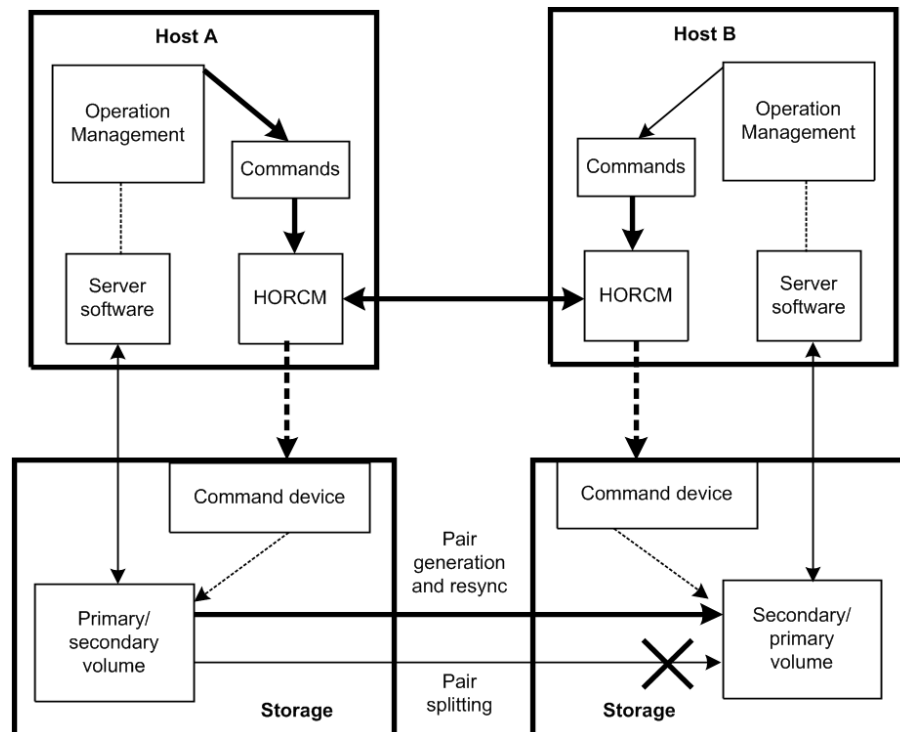 Host A
Operation
Management
Commands
Server
software
HORCM
Host B
Operation
Management
Commands
HORCM
Server
software
Command device
Primary/
secondary
volume
Storage
Pair
generation
and resync
Pair
splitting
Command device
Secondary/
primary
volume
Storage